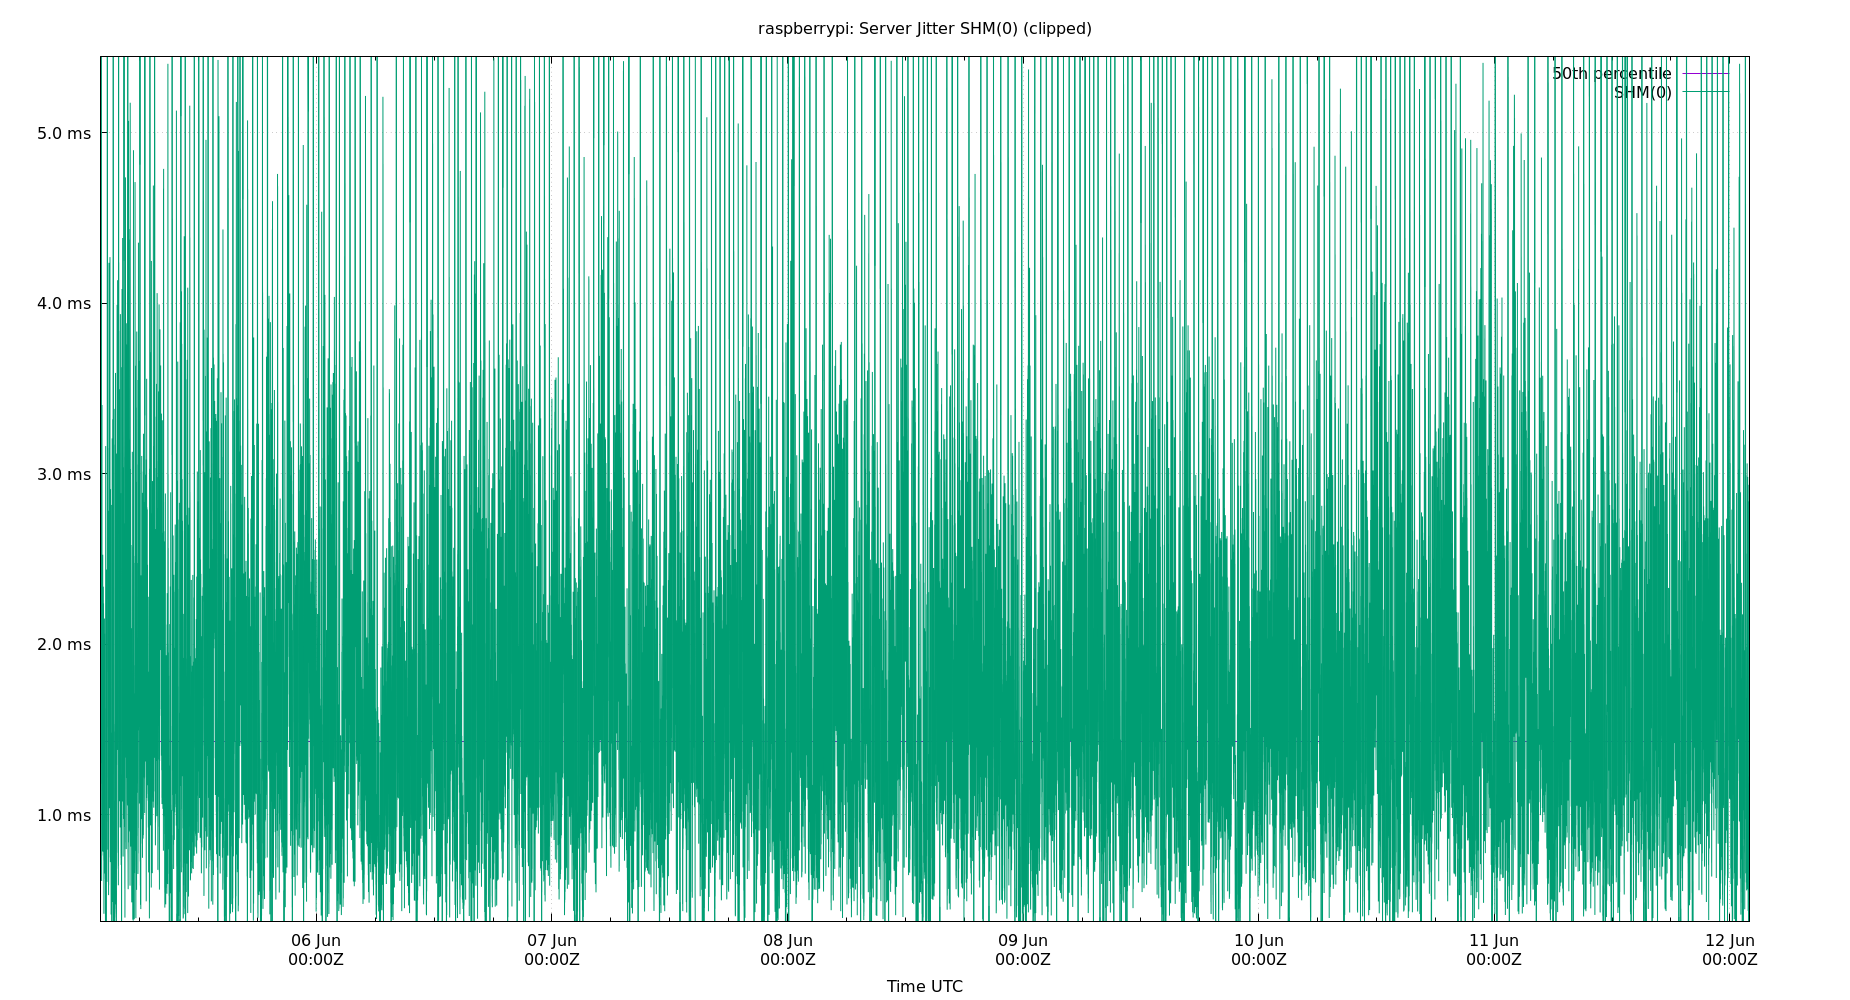 raspberrypi: Server Jitter SHM(0) (clipped)
50th percentile
SHM(0)
5.0 ms
4.0 ms
3.0 ms
2.0 ms
1.0 ms
06 Jun 07 Jun 08 Jun 09 Jun 10 Jun 11 Jun 12 Jun
00:00Z 00:00Z 00:00Z 00:00Z 00:00Z 00:00Z 00:00Z
Time UTC